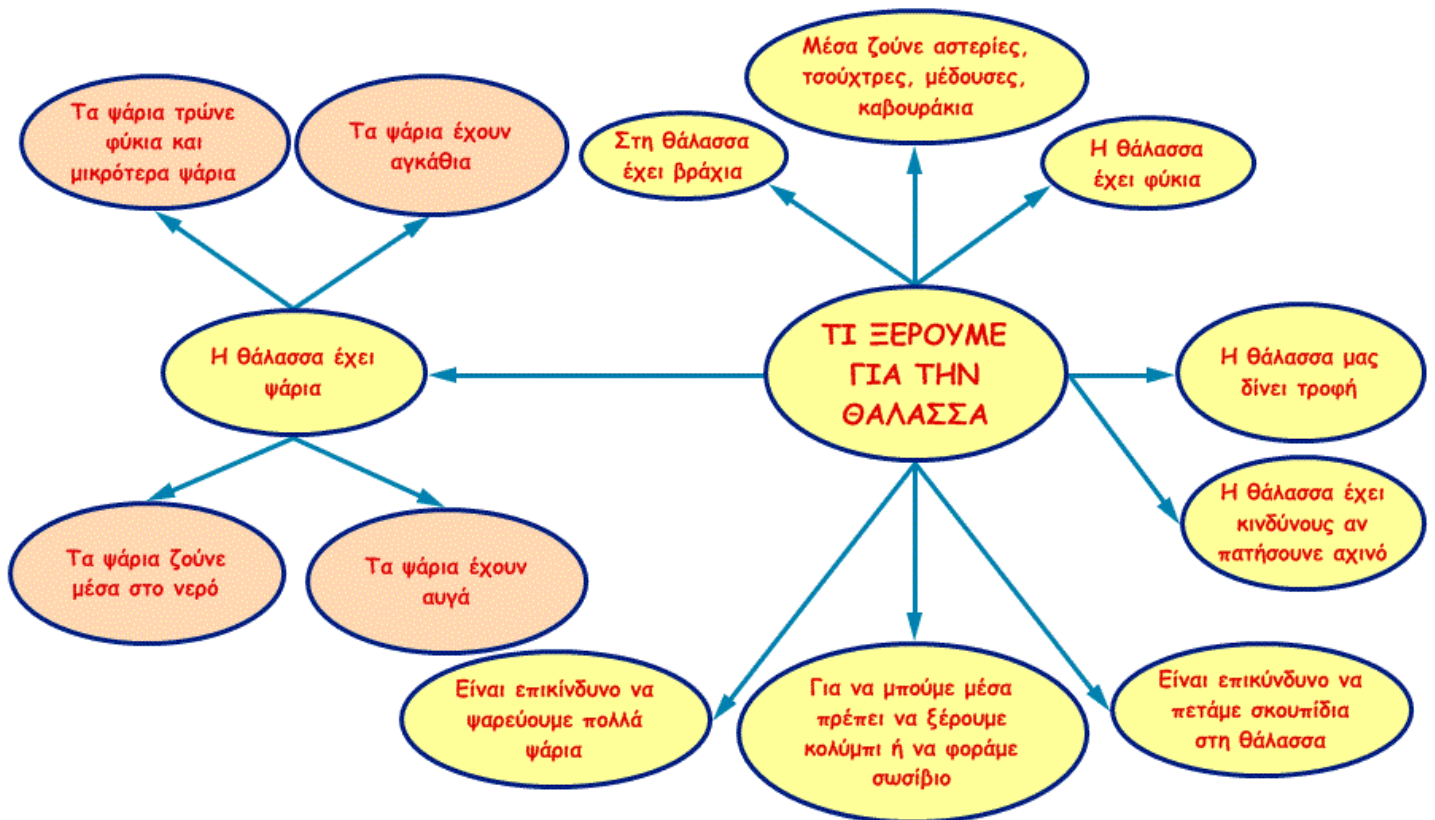 Μέσα ζούνε αστερίες,
τσούχτρες, μέδουσες,
καβουράκια
Τα ψάρια τρώνε
φύκια και
μικρότερα ψάρια
Τα ψάρια έχουν
αγκάθια
Στη θάλασσα
έχει βράχια
Η θάλασσα
έχει φύκια
Η θάλασσα έχει
ψάρια
ΤΙ ΞΕΡΟΥΜΕ
ΓΙΑ ΤΗΝ
ΘΑΛΑΣΣΑ
Η θάλασσα μας
δίνει τροφή
Η θάλασσα έχει
κινδύνους αν
πατήσουνε αχινό
Τα ψάρια ζούνε
μέσα στο νερό
Τα ψάρια έχουν
αυγά
Είναι επικίνδυνο να
ψαρεύουμε πολλά
ψάρια
Για να μπούμε μέσα
πρέπει να ξέρουμε
κολύμπι ή να φοράμε
σωσίβιο
Είναι επικύνδυνο να
πετάμε σκουπίδια
στη θάλασσα